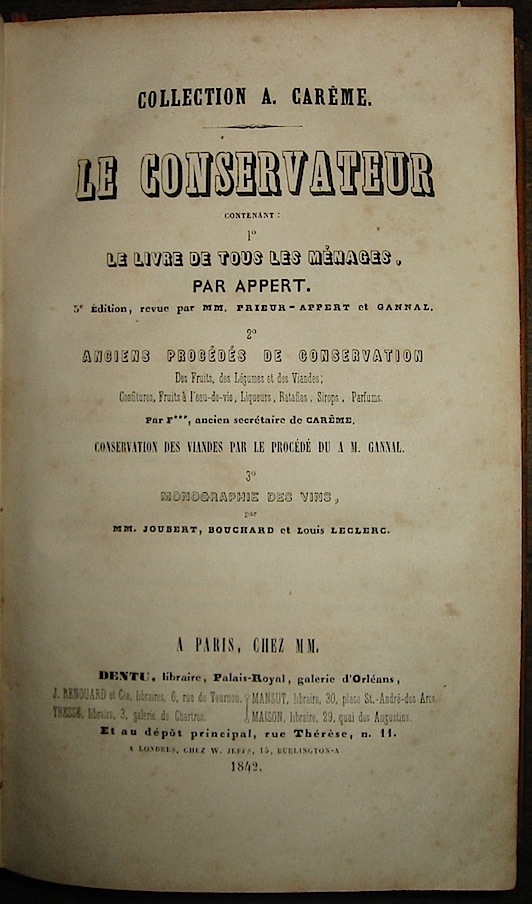 COLLECTION A. CARÊME.
LE CONSERVATEUR
CONTENANT :
1º
LE LIVRE DE TOUS LES MÉNAGES,
PAR APPERT.
5e Édition, revue par MM. PRIEUR-APPERT et GANNAL,
2º
ANCIENS PROCÉDÉS DE CONSERVATION
Des Fruits, des Légumes et des Viandes;
Confitures, Fruits à l'eau-de-vie, Liqueurs, Ratafias, Sirops, Parfums.
Par F***, ancien secrétaire de CARÊME,
CONSERVATION DES VIANDES PAR LE PROCÉDÉ DU A M. GANNAL.
3º
MONOGRAPHIE DES VINS,
par
MM. JOUBERT, BOUCHARD et Louis LECLERC.
A PARIS, CHEZ MM.
DENTU, libraire, Palais-Royal, galerie d'Orléans,
J. RENOUARD et Cie, libraires, 6, rue de Tournon.
TRESSE, libraire, 3, galerie de Chartres.
MANSUT, libraire, 30, place St.-André-des Arcs
MAISON, libraire, 29, quai des Augustins.
Et au dépôt principal, rue Thérèse, n. 11.
A LONDRES, CHEZ W. JEFFS, 15, BURLINGTON-A
1842.